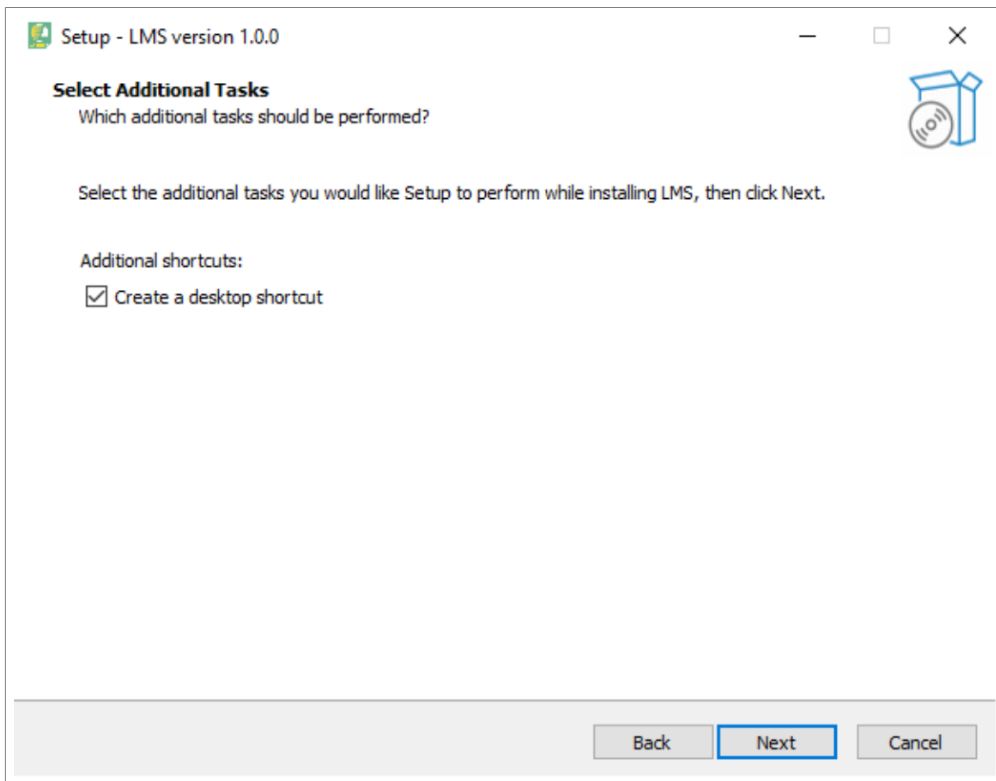 Setup - LMS version 1.0.0
Select Additional Tasks
Which additional tasks should be performed?
Select the additional tasks you would like Setup to perform while installing LMS, then click Next.
Additional shortcuts:
Create a desktop shortcut
Back Next Cancel